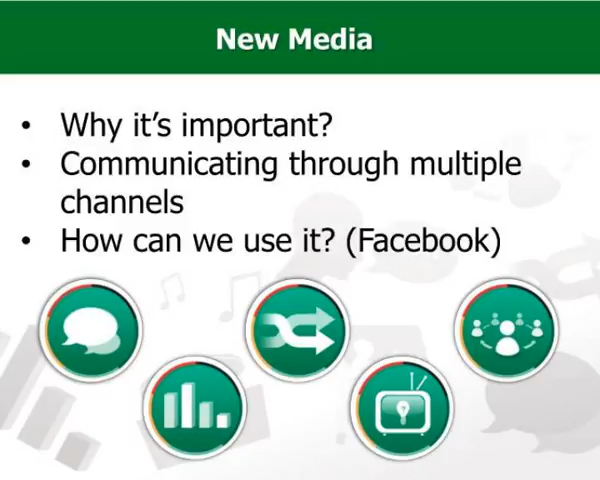 New Media
• Why it's important?
• Communicating through multiple
channels
• How can we use it? (Facebook)